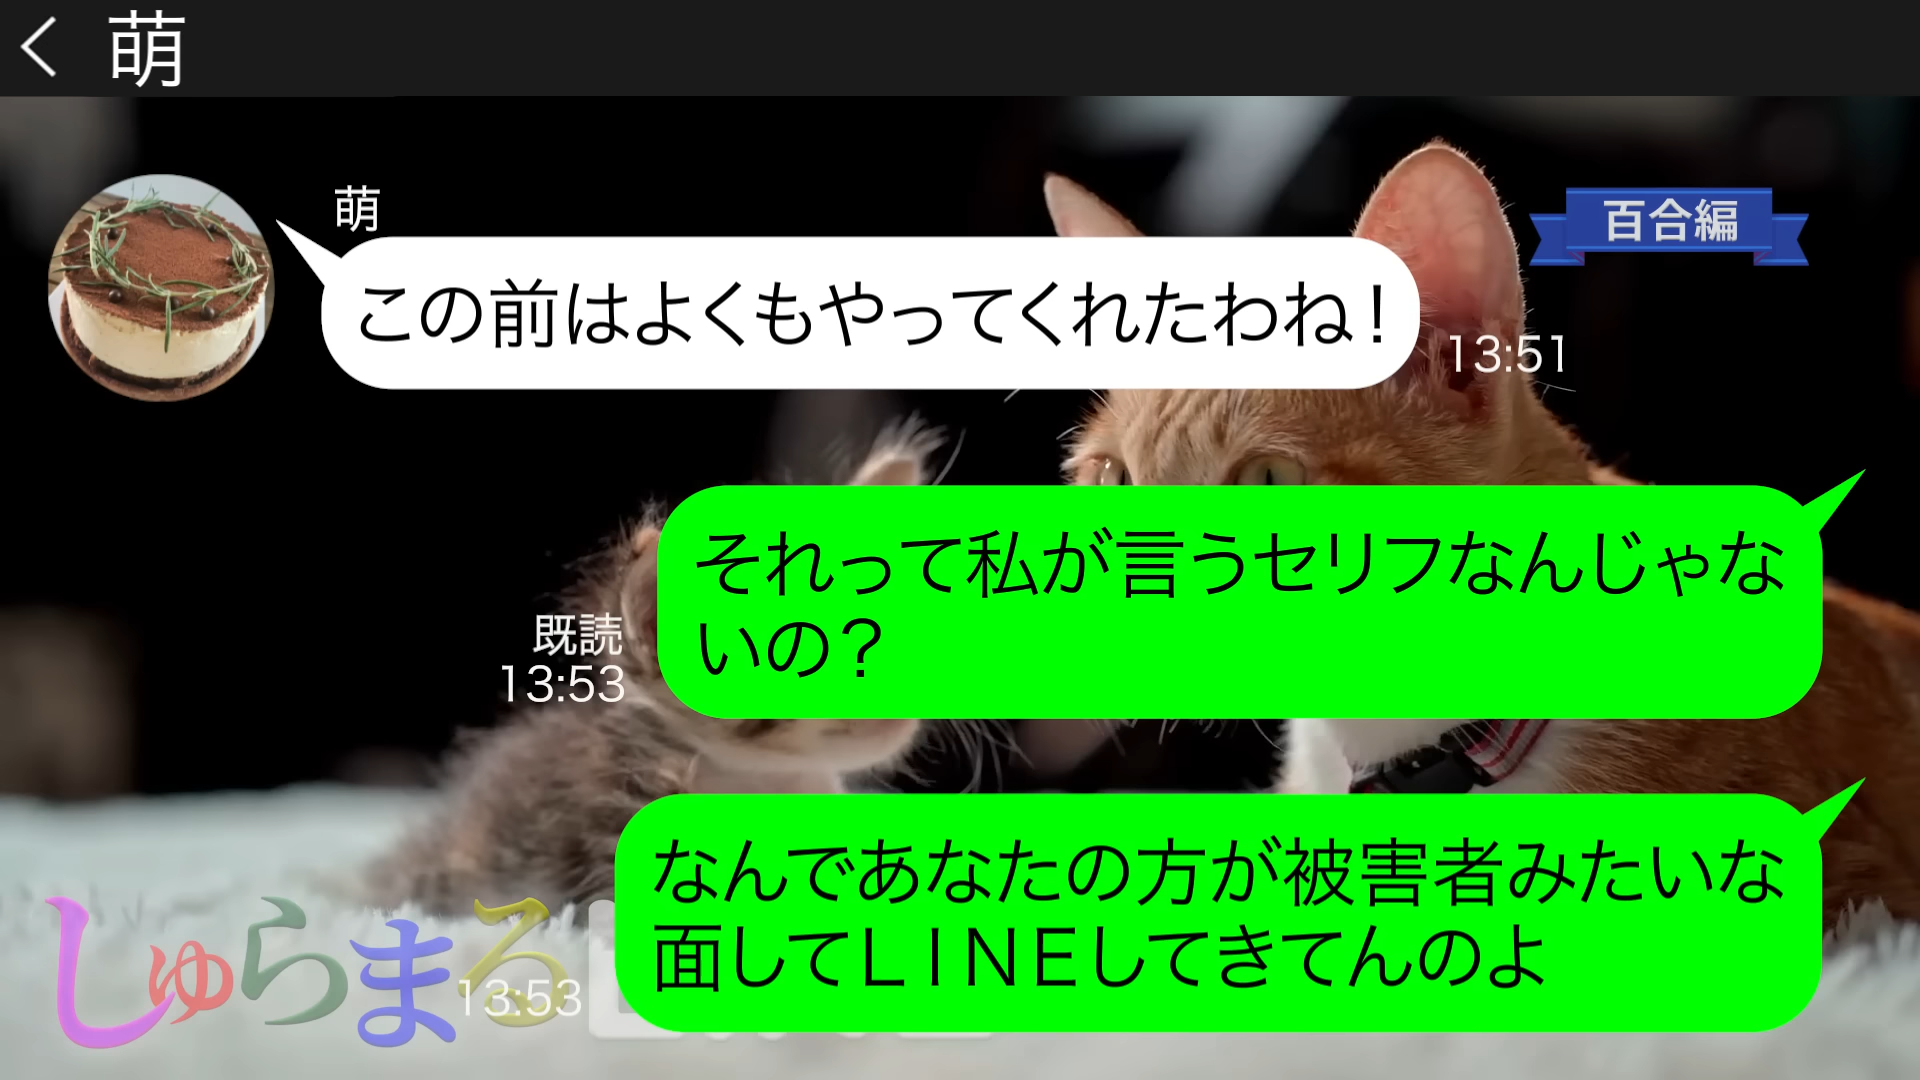 萌
萌
百合編
この前はよくもやってくれたわね！
13:51
それって私が言うセリフなんじゃな
いの？
既読
13:53
なんであなたの方が被害者みたいな
面してＬＩＮＥしてきてんのよ
13:53
しゅらまる